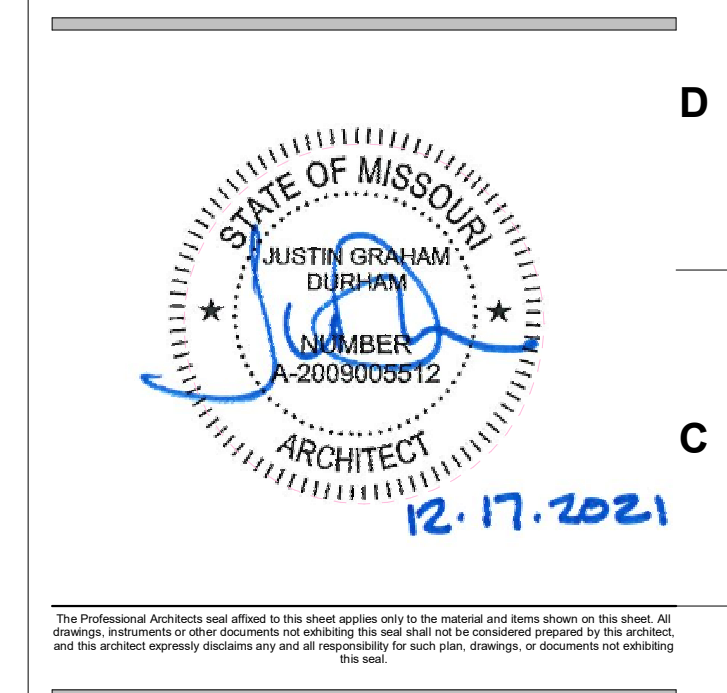 D
STATE OF MISSOURI
JUSTIN GRAHAM
DURHAM
NUMBER
A-2009005512
ARCHITECT
C
12.17.2021
The Professional Architects seal affixed to this sheet applies only to the material and items shown on this sheet. All
drawings, instruments or other documents not exhibiting this seal shall not be considered prepared by this architect,
and this architect expressly disclaims any and all responsibility for such plan, drawings, or documents not exhibiting
this seal.